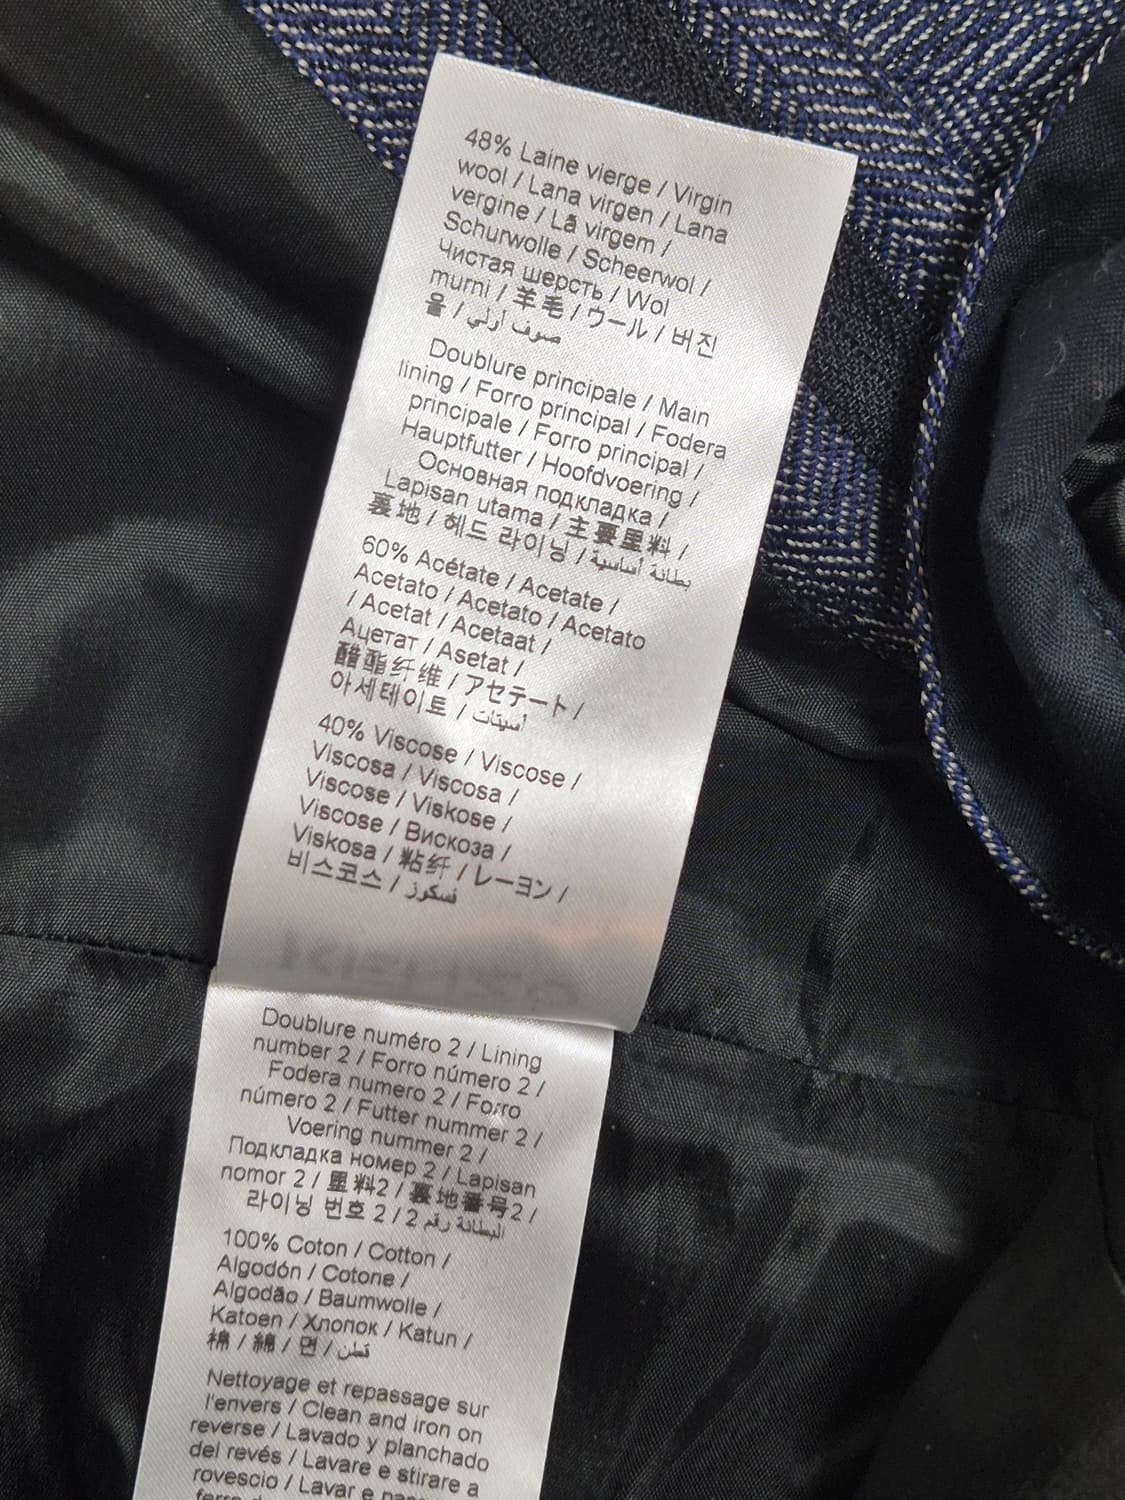 48% Laine vierge / Virgin
wool / Lana virgen / Lana
vergine / Lã virgem /
Schurwolle / Scheerwol /
Чистая шерсть / Wol
murni / 羊毛 / ウール / 버진
울 / صوف أولي
Doublure principale / Main
lining / Forro principal / Fodera
principale / Forro principal /
Hauptfutter / Hoofdvoering /
Основная подкладка /
Lapisan utama / 主要里料 /
裏地 / 헤드 라이닝 / بطانة أساسية
60% Acétate / Acetate /
Acetato / Acetato / Acetato
/ Acetat / Acetaat /
Ацетат / Asetat /
醋酯纤维 / アセテート /
아세테이트 / أسيتات
40% Viscose / Viscose /
Viscosa / Viscosa /
Viscose / Viskose /
Viscose / Вискоза /
Viskosa / 粘纤 / レーヨン /
비스코스 / فسكوز
Doublure numéro 2 / Lining
number 2 / Forro número 2 /
Fodera numero 2 / Forro
número 2 / Futter nummer 2 /
Voering nummer 2 /
Подкладка номер 2 / Lapisan
nomor 2 / 里料2 / 裏地番号2 /
라이닝 번호 2 / البطانة رقم 2
100% Coton / Cotton /
Algodón / Cotone /
Algodão / Baumwolle /
Katoen / Хлопок / Katun /
棉 / 綿 / 면 / قطن
Nettoyage et repassage sur
l'envers / Clean and iron on
reverse / Lavado y planchado
del revés / Lavare e stirare a
rovescio / Lavar e